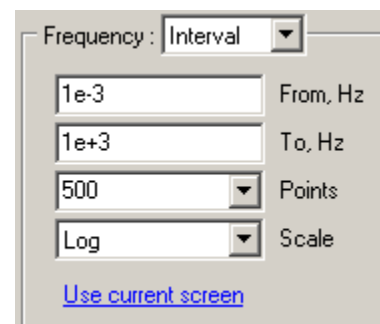 Frequency : Interval
1e-3 From, Hz
1e+3 To, Hz
500 Points
Log Scale
Use current screen